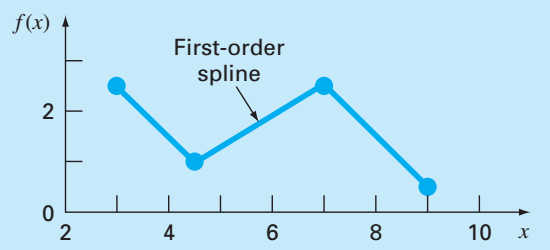 f(x)
First-order
spline
2
0
2 4 6 8 10 x